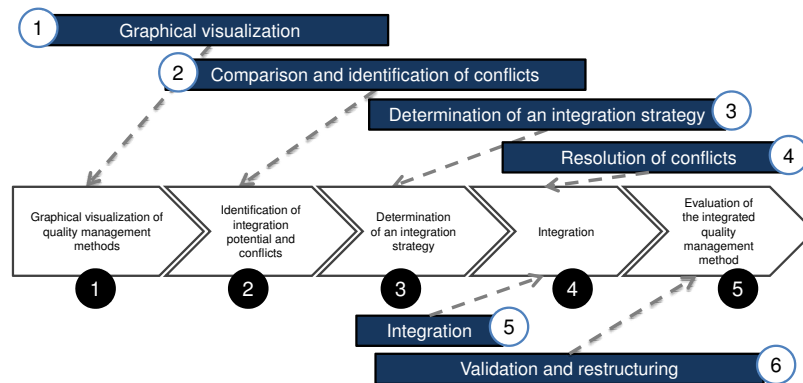 1 Graphical visualization
2 Comparison and identification of conflicts
Determination of an integration strategy 3
Resolution of conflicts 4
Graphical visualization of
quality management
methods
1
Identification of
integration
potential and
conflicts
2
Determination
of an integration
strategy
3
Integration
4
Evaluation of
the integrated
quality
management
method
5
Integration 5
Validation and restructuring 6